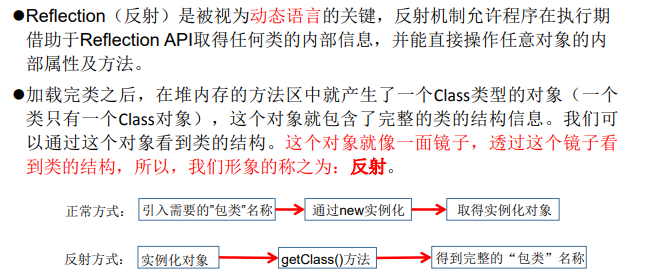 ●Reflection（反射）是被视为动态语言的关键，反射机制允许程序在执行期
借助于Reflection API取得任何类的内部信息，并能直接操作任意对象的内
部属性及方法。
●加载完类之后，在堆内存的方法区中就产生了一个Class类型的对象（一个
类只有一个Class对象），这个对象就包含了完整的类的结构信息。我们可
以通过这个对象看到类的结构。这个对象就像一面镜子，透过这个镜子看
到类的结构，所以，我们形象的称之为：反射。
正常方式： 引入需要的”包类”名称 通过new实例化 取得实例化对象
反射方式： 实例化对象 getClass()方法 得到完整的“包类”名称